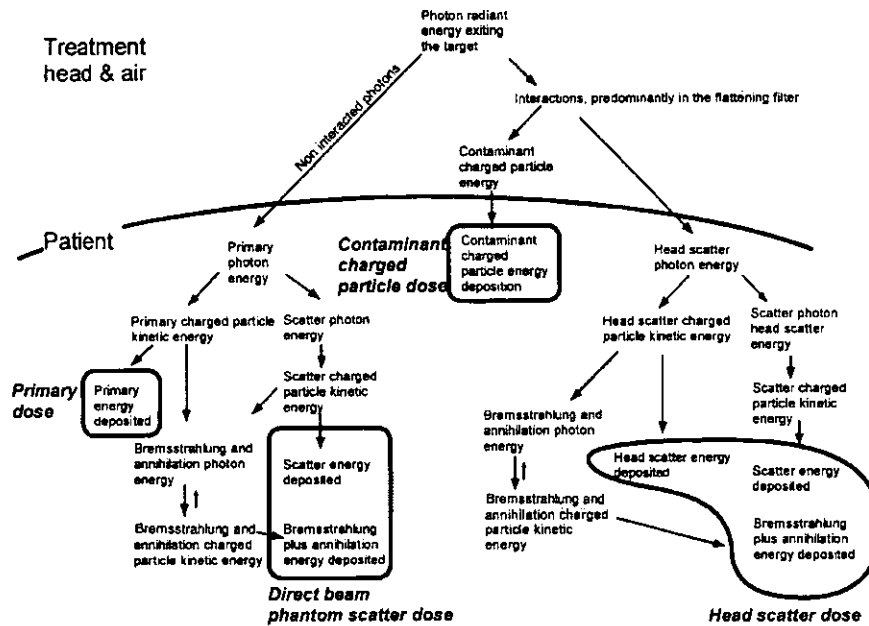 Photon radiant
energy exiting
the target
Treatment
head & air
Non interacted photons
Interactions, predominantly in the flattening filter
Contaminant
charged particle
energy
Patient
Primary
photon
energy
Contaminant
charged
particle dose
Contaminant
charged
particle energy
deposition
Head scatter
photon energy
Primary charged particle
kinetic energy
Scatter photon
energy
Head scatter charged
particle kinetic energy
Scatter photon
head scatter
energy
Primary
dose
Primary
energy
deposited
Scatter charged
particle kinetic
energy
Scatter charged
particle kinetic
energy
Bremsstrahlung and
annihilation photon
energy
Bremsstrahlung and
annihilation photon
energy
Scatter energy
deposited
Head scatter energy
deposited
Scatter energy
deposited
Bremsstrahlung and
annihilation charged
particle kinetic energy
Bremsstrahlung
plus annihilation
energy deposited
Bremsstrahlung and
annihilation charged
particle kinetic
energy
Bremsstrahlung
plus annihilation
energy deposited
Direct beam
phantom scatter dose
Head scatter dose